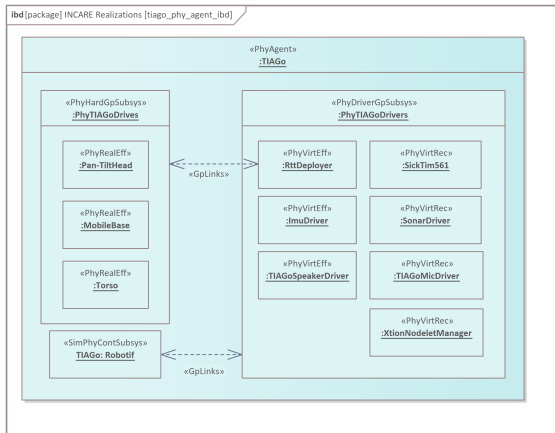 ibd [package] INCARE Realizations [tiago_phy_agent_ibd]
«PhyAgent»
:TIAGo
«PhyHardGpSubsys»
:PhyTIAGoDrives
«PhyRealEff»
:Pan-TiltHead
«PhyRealEff»
:MobileBase
«PhyRealEff»
:Torso
«GpLinks»
«PhyDriverGpSubsys»
:PhyTIAGoDrivers
«PhyVirtEff»
:RttDeployer
«PhyVirtRec»
:SickTim561
«PhyVirtEff»
:ImuDriver
«PhyVirtRec»
:SonarDriver
«PhyVirtEff»
:TIAGoSpeakerDriver
«PhyVirtRec»
:TIAGoMicDriver
«PhyVirtRec»
:XtionNodeletManager
«SimPhyContSubsys»
TIAGo: Robotif
«GpLinks»